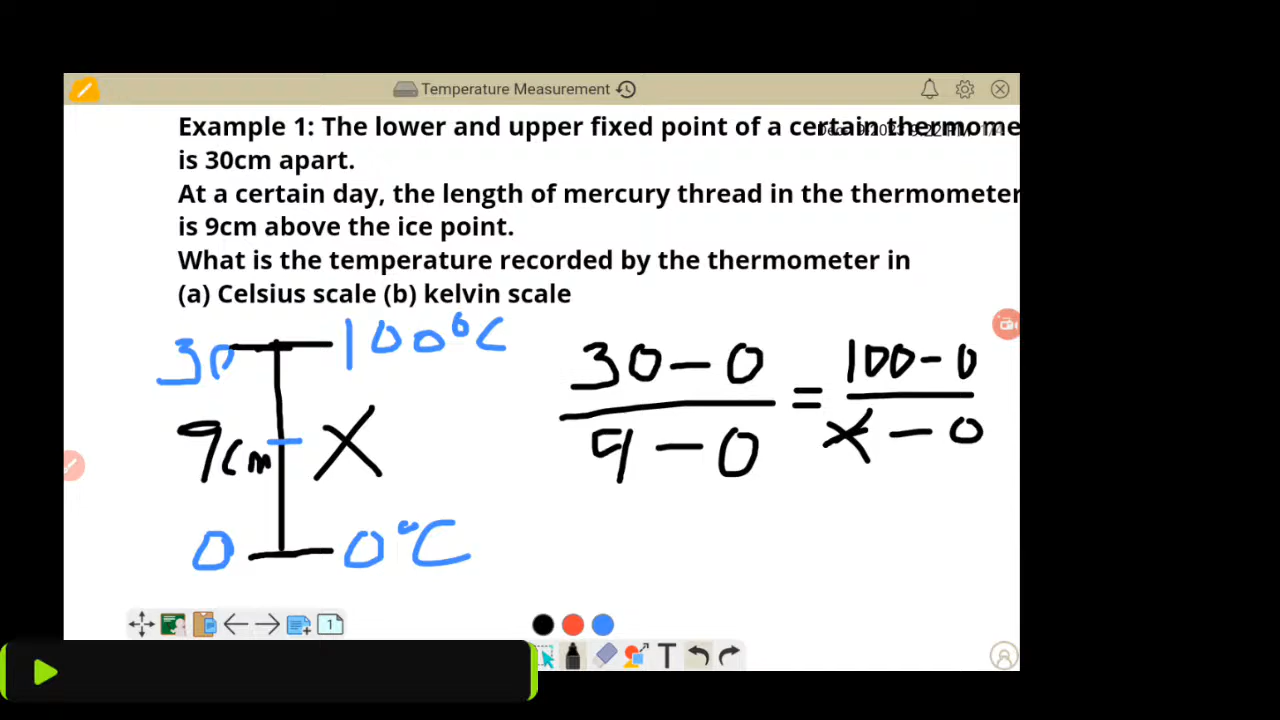 Temperature Measurement
Example 1: The lower and upper fixed point of a certain thermome
is 30cm apart.
At a certain day, the length of mercury thread in the thermometer
is 9cm above the ice point.
What is the temperature recorded by the thermometer in
(a) Celsius scale (b) kelvin scale
30 100°C
9cm X
0 0°C
30-0 = 100-0
9-0 x-0
1
T